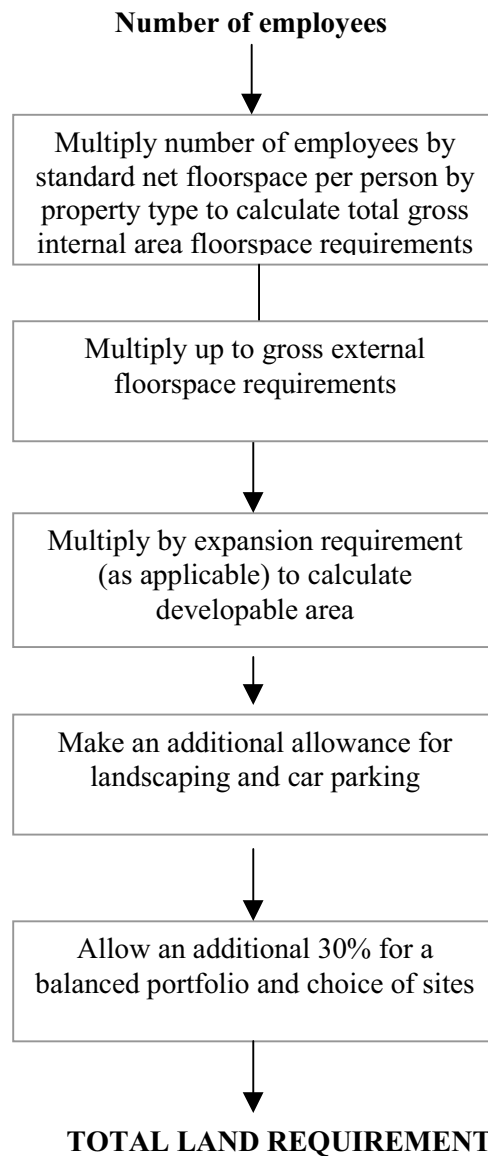 Number of employees
Multiply number of employees by
standard net floorspace per person by
property type to calculate total gross
internal area floorspace requirements
Multiply up to gross external
floorspace requirements
Multiply by expansion requirement
(as applicable) to calculate
developable area
Make an additional allowance for
landscaping and car parking
Allow an additional 30% for a
balanced portfolio and choice of sites
TOTAL LAND REQUIREMENT